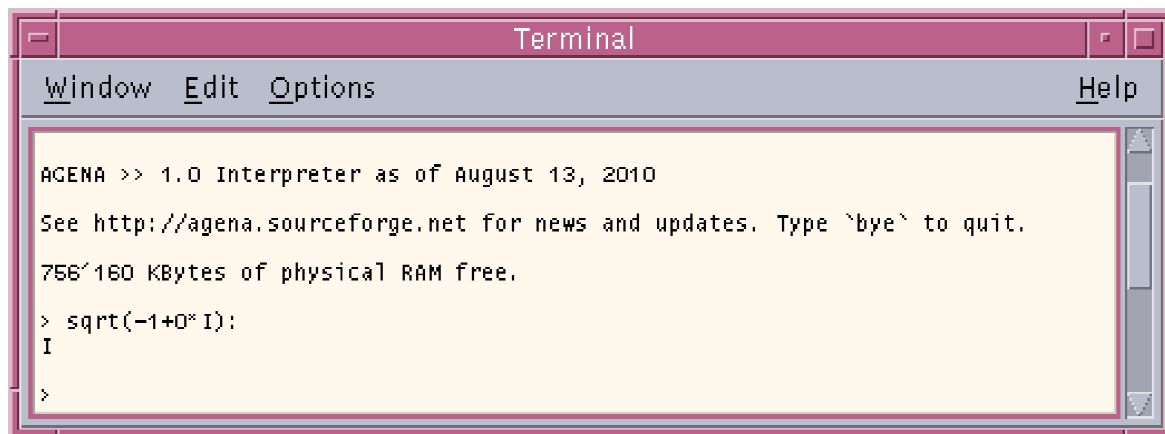 Terminal
Window Edit Options Help
AGENA >> 1.0 Interpreter as of August 13, 2010
See http://agena.sourceforge.net for news and updates. Type `bye` to quit.
756´160 KBytes of physical RAM free.
> sqrt(-1+0*I):
I
>